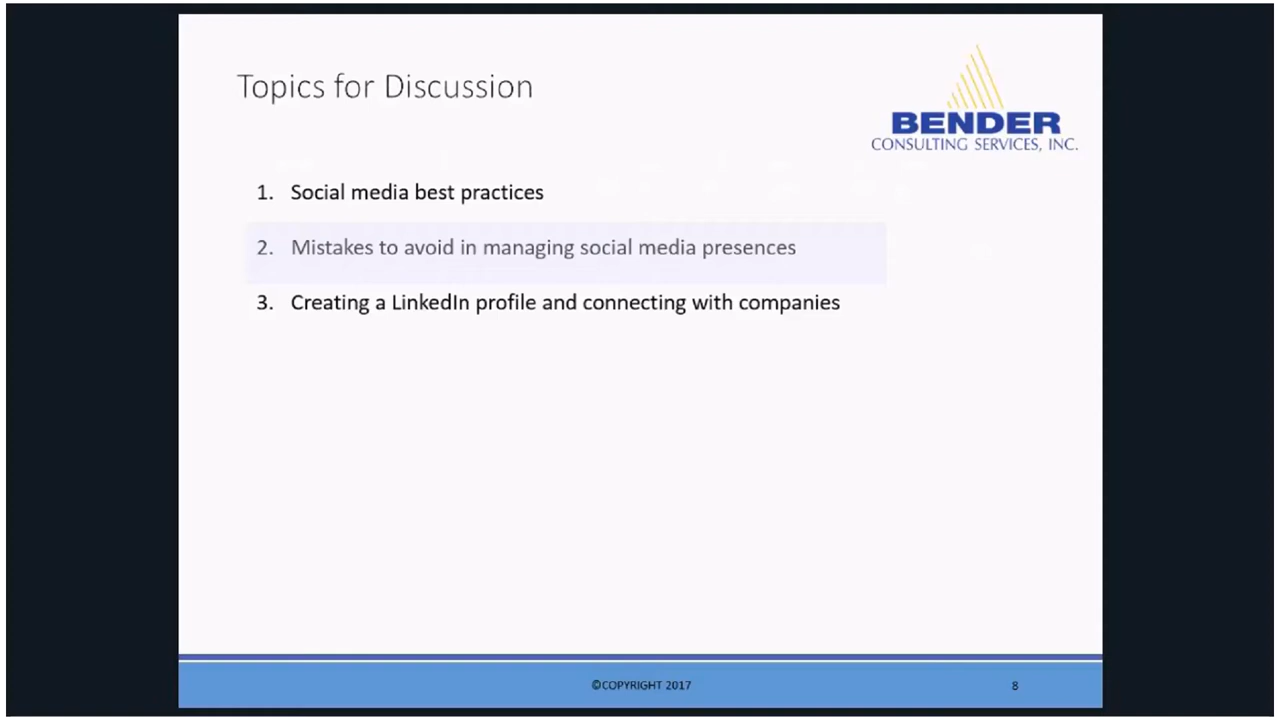 Topics for Discussion
BENDER
CONSULTING SERVICES, INC.
1. Social media best practices
2. Mistakes to avoid in managing social media presences
3. Creating a LinkedIn profile and connecting with companies
©COPYRIGHT 2017
8